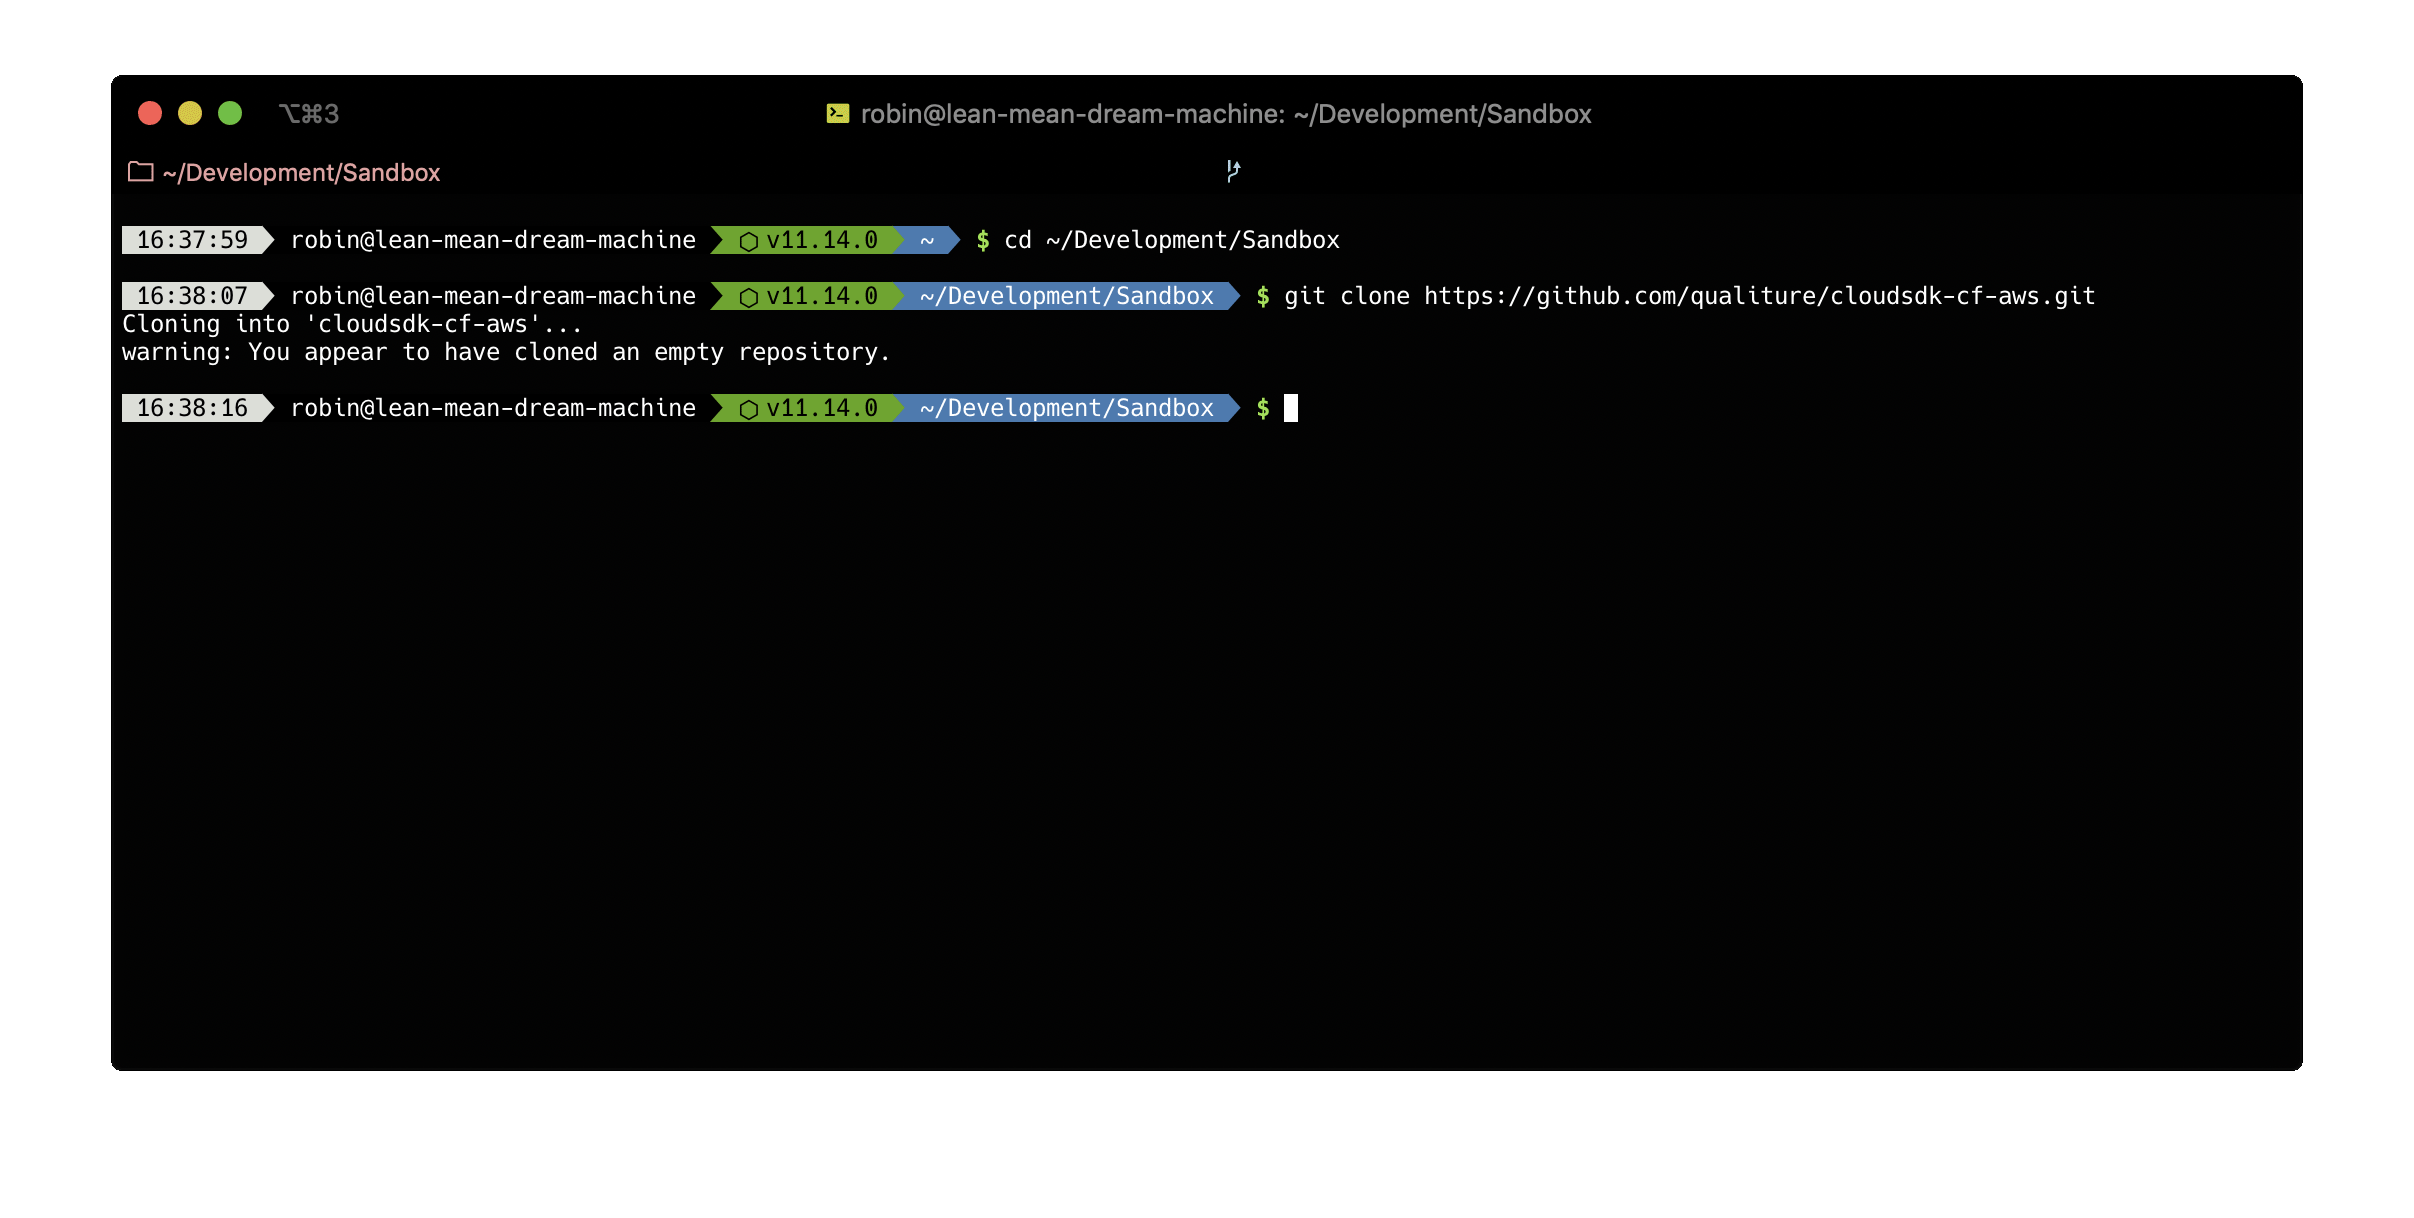 ⌥⌘3
robin@lean-mean-dream-machine: ~/Development/Sandbox
~/Development/Sandbox
16:37:59 robin@lean-mean-dream-machine ⬡ v11.14.0 ~ $ cd ~/Development/Sandbox
16:38:07 robin@lean-mean-dream-machine ⬡ v11.14.0 ~/Development/Sandbox $ git clone https://github.com/qualiture/cloudsdk-cf-aws.git
Cloning into 'cloudsdk-cf-aws'...
warning: You appear to have cloned an empty repository.
16:38:16 robin@lean-mean-dream-machine ⬡ v11.14.0 ~/Development/Sandbox $